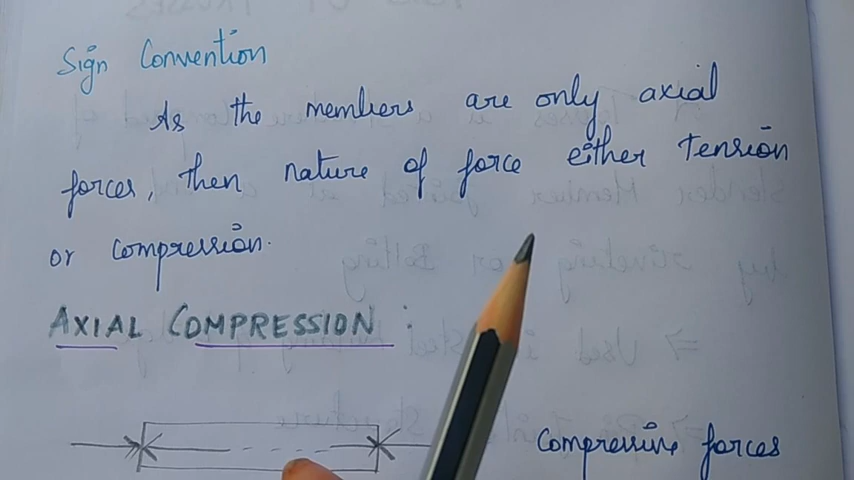 Sign Convention
As the members are only axial
forces, then nature of force either Tension
or compression.
AXIAL COMPRESSION :
Compressive forces